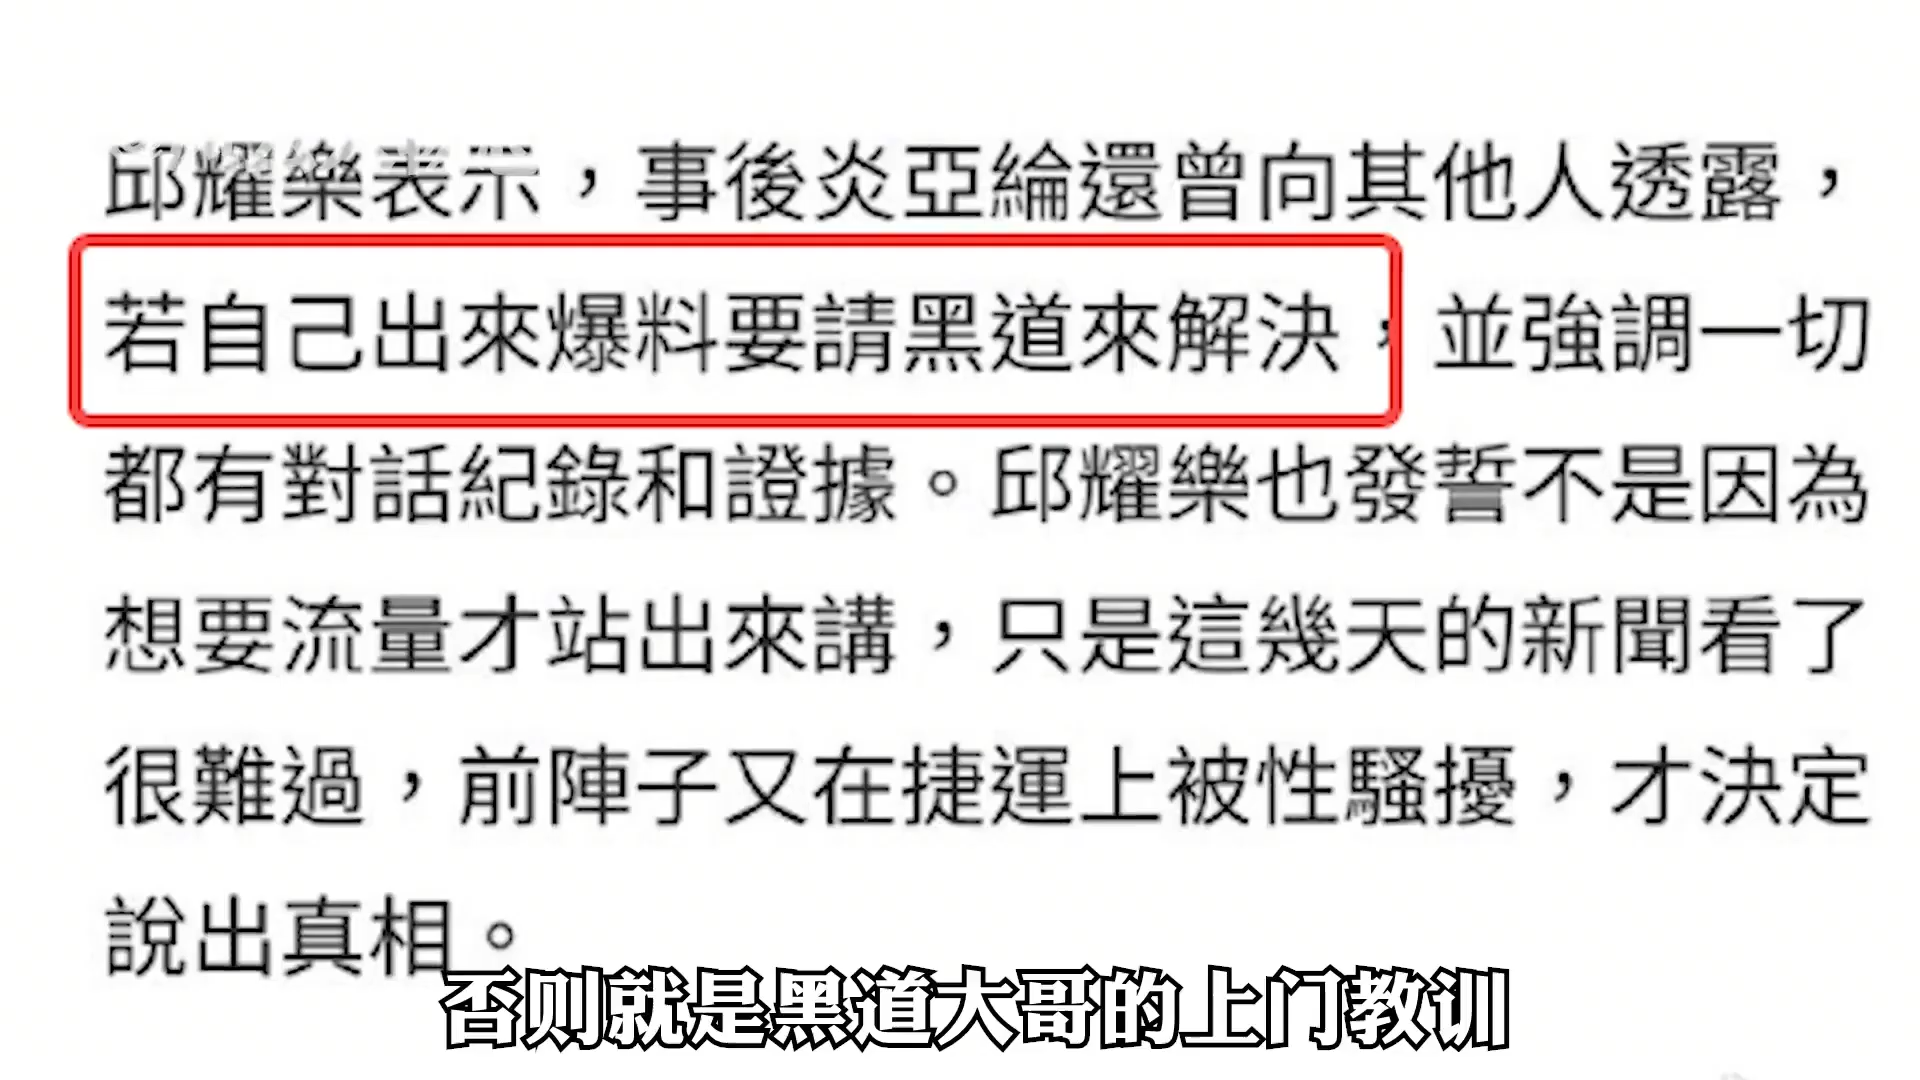 邱耀樂表示，事後炎亞綸還曾向其他人透露，
若自己出來爆料要請黑道來解決，並強調一切
都有對話紀錄和證據。邱耀樂也發誓不是因為
想要流量才站出來講，只是這幾天的新聞看了
很難過，前陣子又在捷運上被性騷擾，才決定
說出真相。
否则就是黑道大哥的上门教训